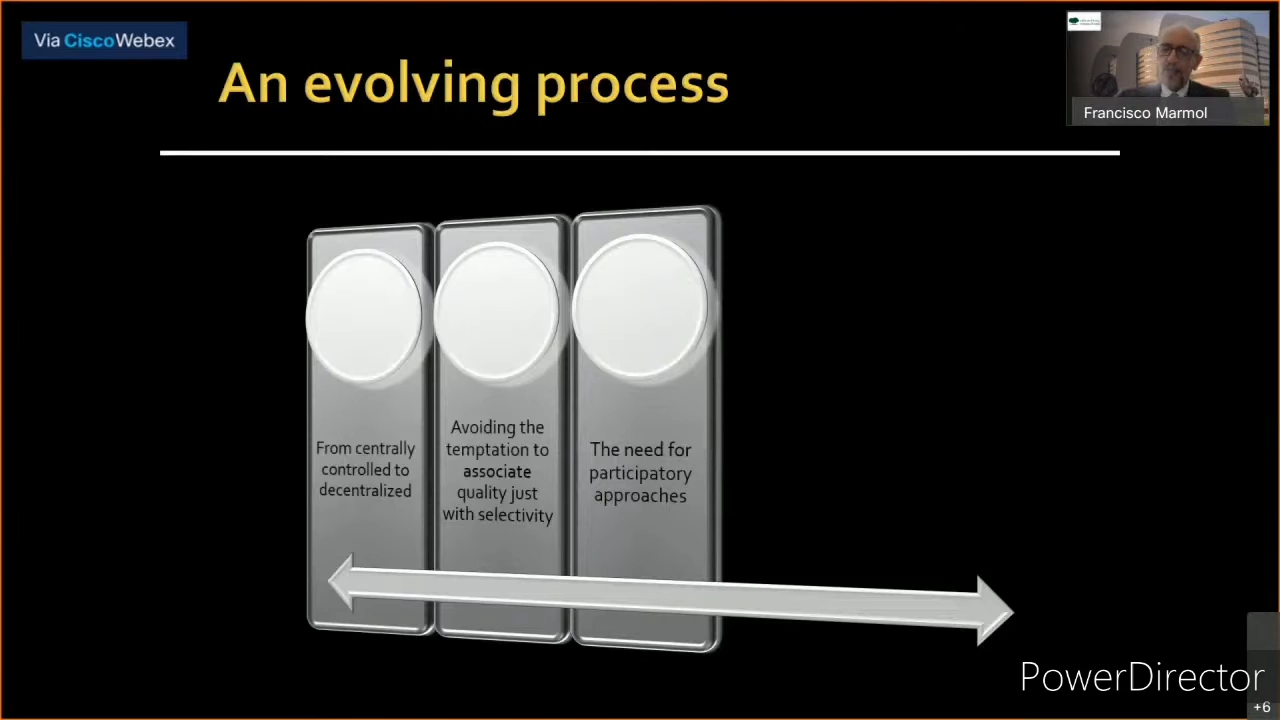 Via CiscoWebex
An evolving process
Francisco Marmol
From centrally
controlled to
decentralized
Avoiding the
temptation to
associate
quality just
with selectivity
The need for
participatory
approaches
PowerDirector
+6